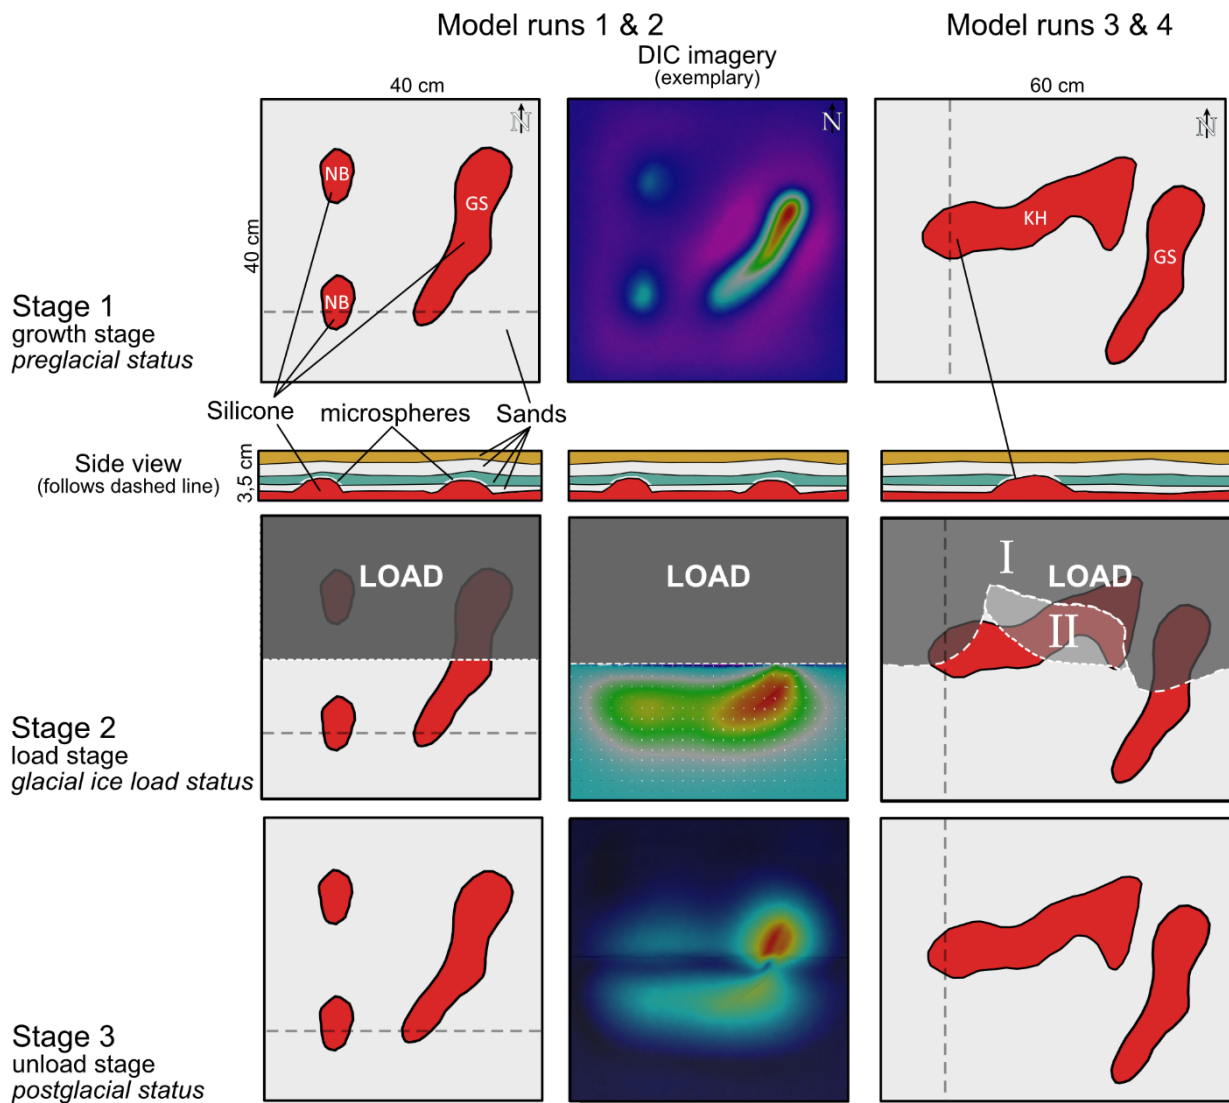 Model runs 1 & 2
Model runs 3 & 4
DIC imagery
(exemplary)
40 cm
60 cm
N
N
N
NB
GS
KH
40 cm
GS
NB
Stage 1
growth stage
preglacial status
Silicone
microspheres
Sands
Side view
(follows dashed line)
3,5 cm
LOAD
LOAD
I
LOAD
II
Stage 2
load stage
glacial ice load status
Stage 3
unload stage
postglacial status